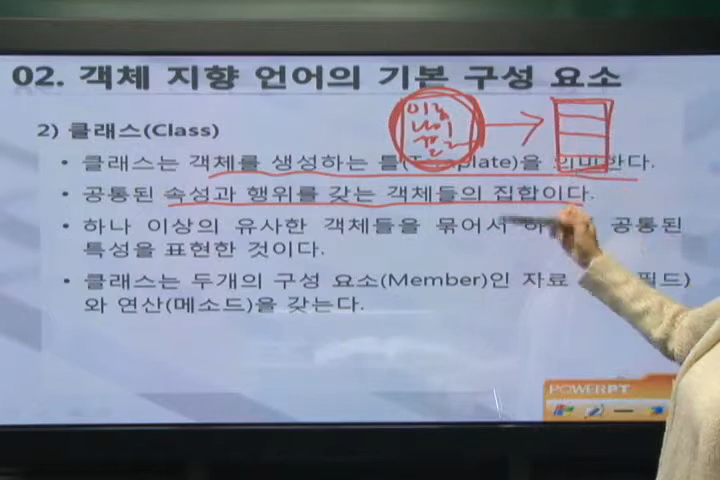 02. 객체 지향 언어의 기본 구성 요소
2) 클래스(Class)
이름
나이
• 클래스는 객체를 생성하는 틀( plate)을 한다.
• 공통된 속성과 행위를 갖는 객체들의 집합이다.
• 하나 이상의 유사한 객체들을 묶어서 공통된
특성을 표현한 것이다.
• 클래스는 두개의 구성 요소(Member)인 자료 필드)
와 연산(메소드)을 갖는다.
POWERPT